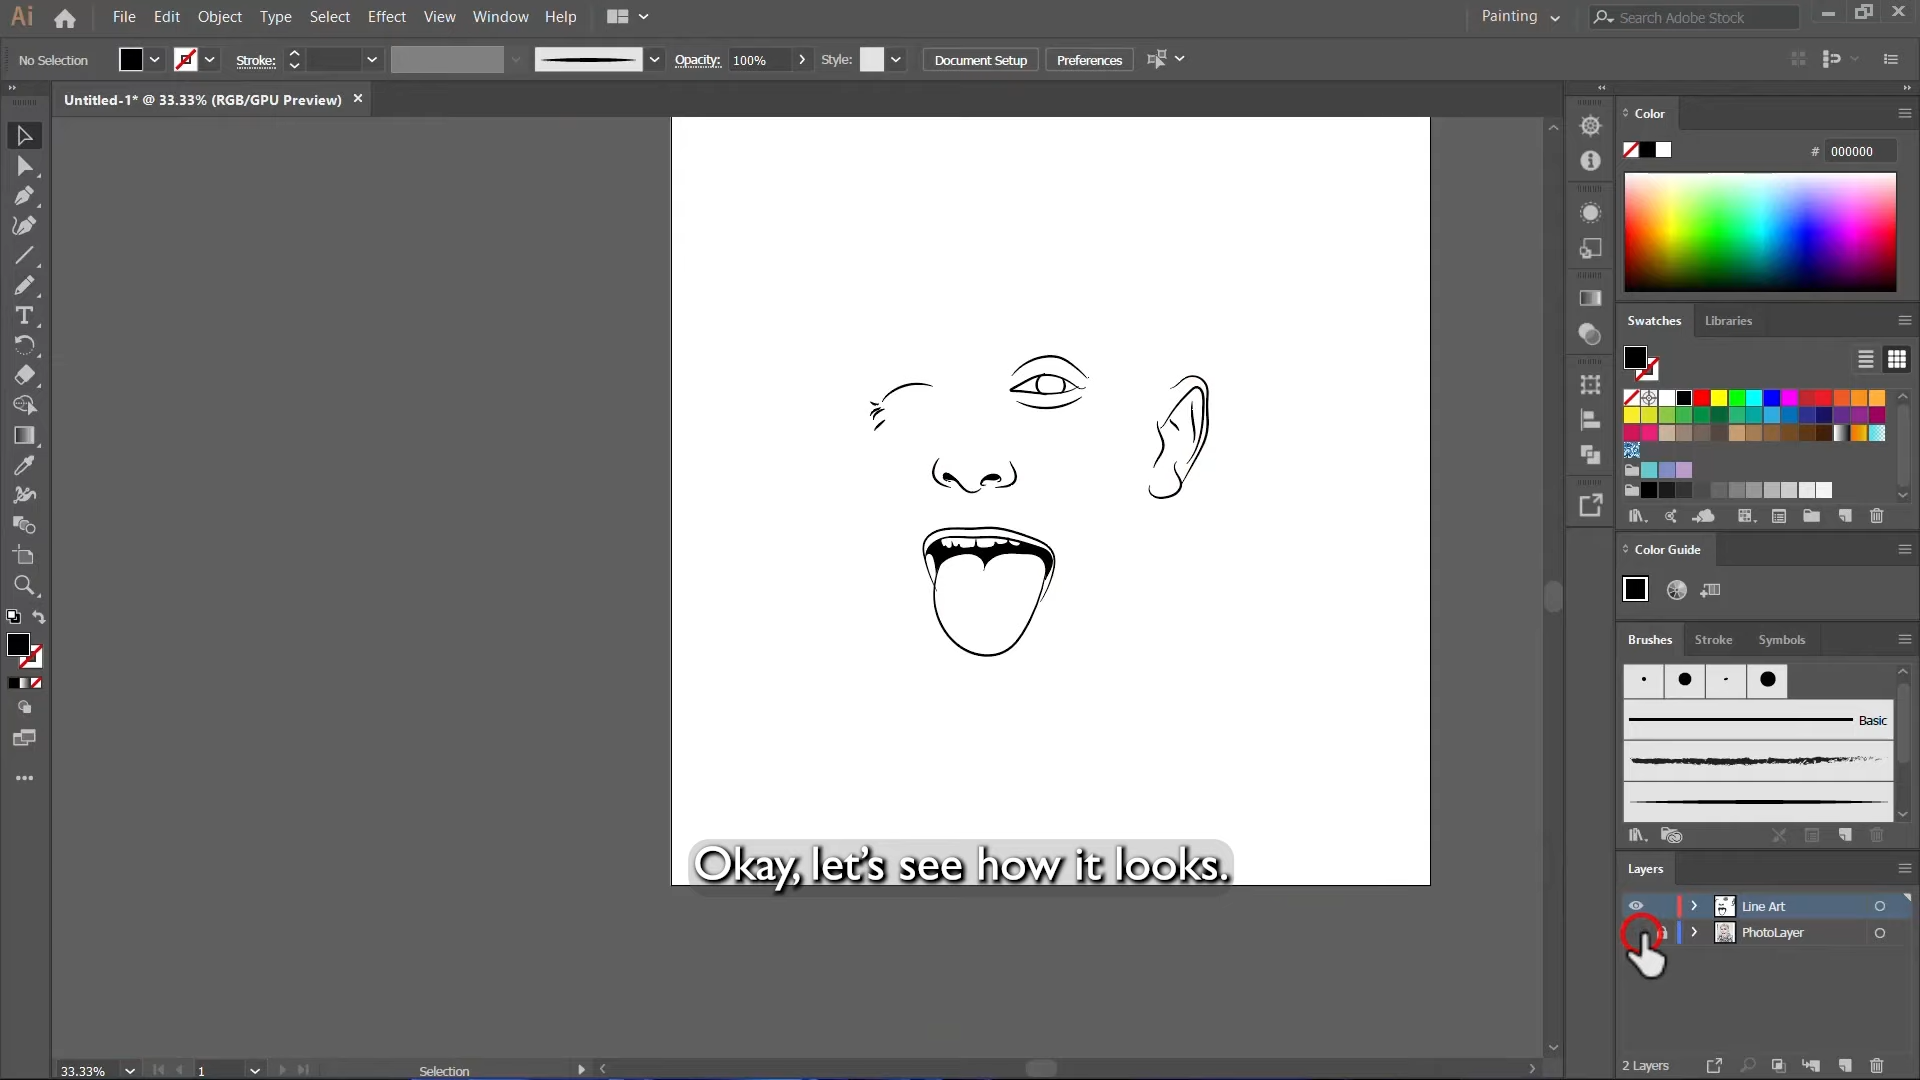 Ai File Edit Object Type Select Effect View Window Help Painting Search Adobe Stock
No Selection Stroke: Opacity: 100% Style: Document Setup Preferences
Untitled-1* @ 33.33% (RGB/GPU Preview) ×
Color
# 000000
Swatches Libraries
Color Guide
Brushes Stroke Symbols
Basic
Okay, let's see how it looks.
Layers
Line Art
PhotoLayer
2 Layers
33.33% 1 Selection